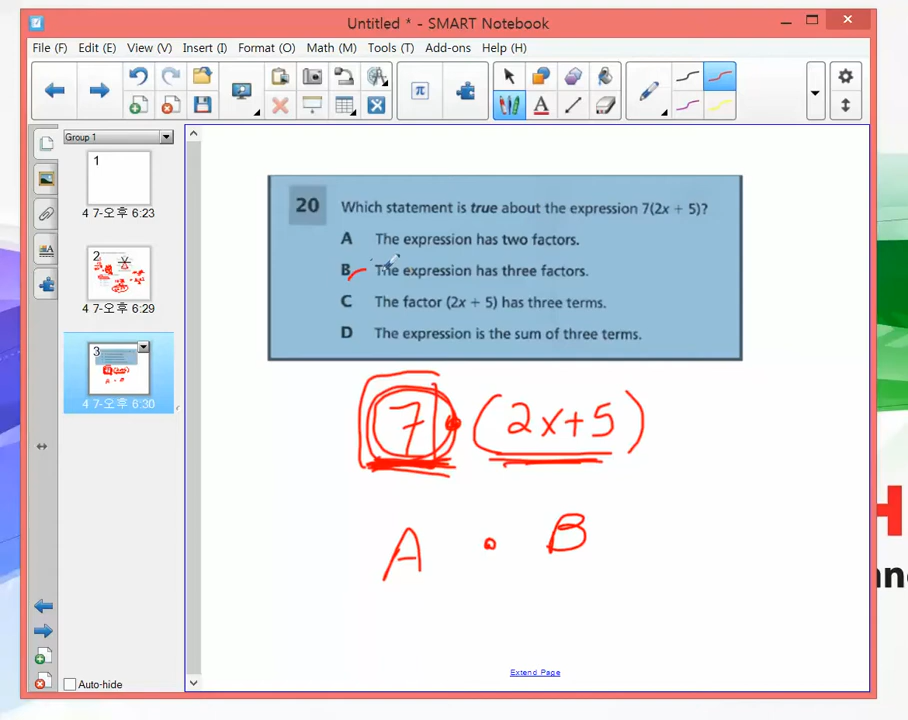 Untitled * - SMART Notebook
File (F) Edit (E) View (V) Insert (I) Format (O) Math (M) Tools (T) Add-ons Help (H)
Group 1
1
4 7-오후 6:23
2
4 7-오후 6:29
3
4 7-오후 6:30
Auto-hide
20 Which statement is true about the expression 7(2x + 5)?
A The expression has two factors.
B The expression has three factors.
C The factor (2x + 5) has three terms.
D The expression is the sum of three terms.
7 • (2x+5)
A • B
Extend Page
H
and